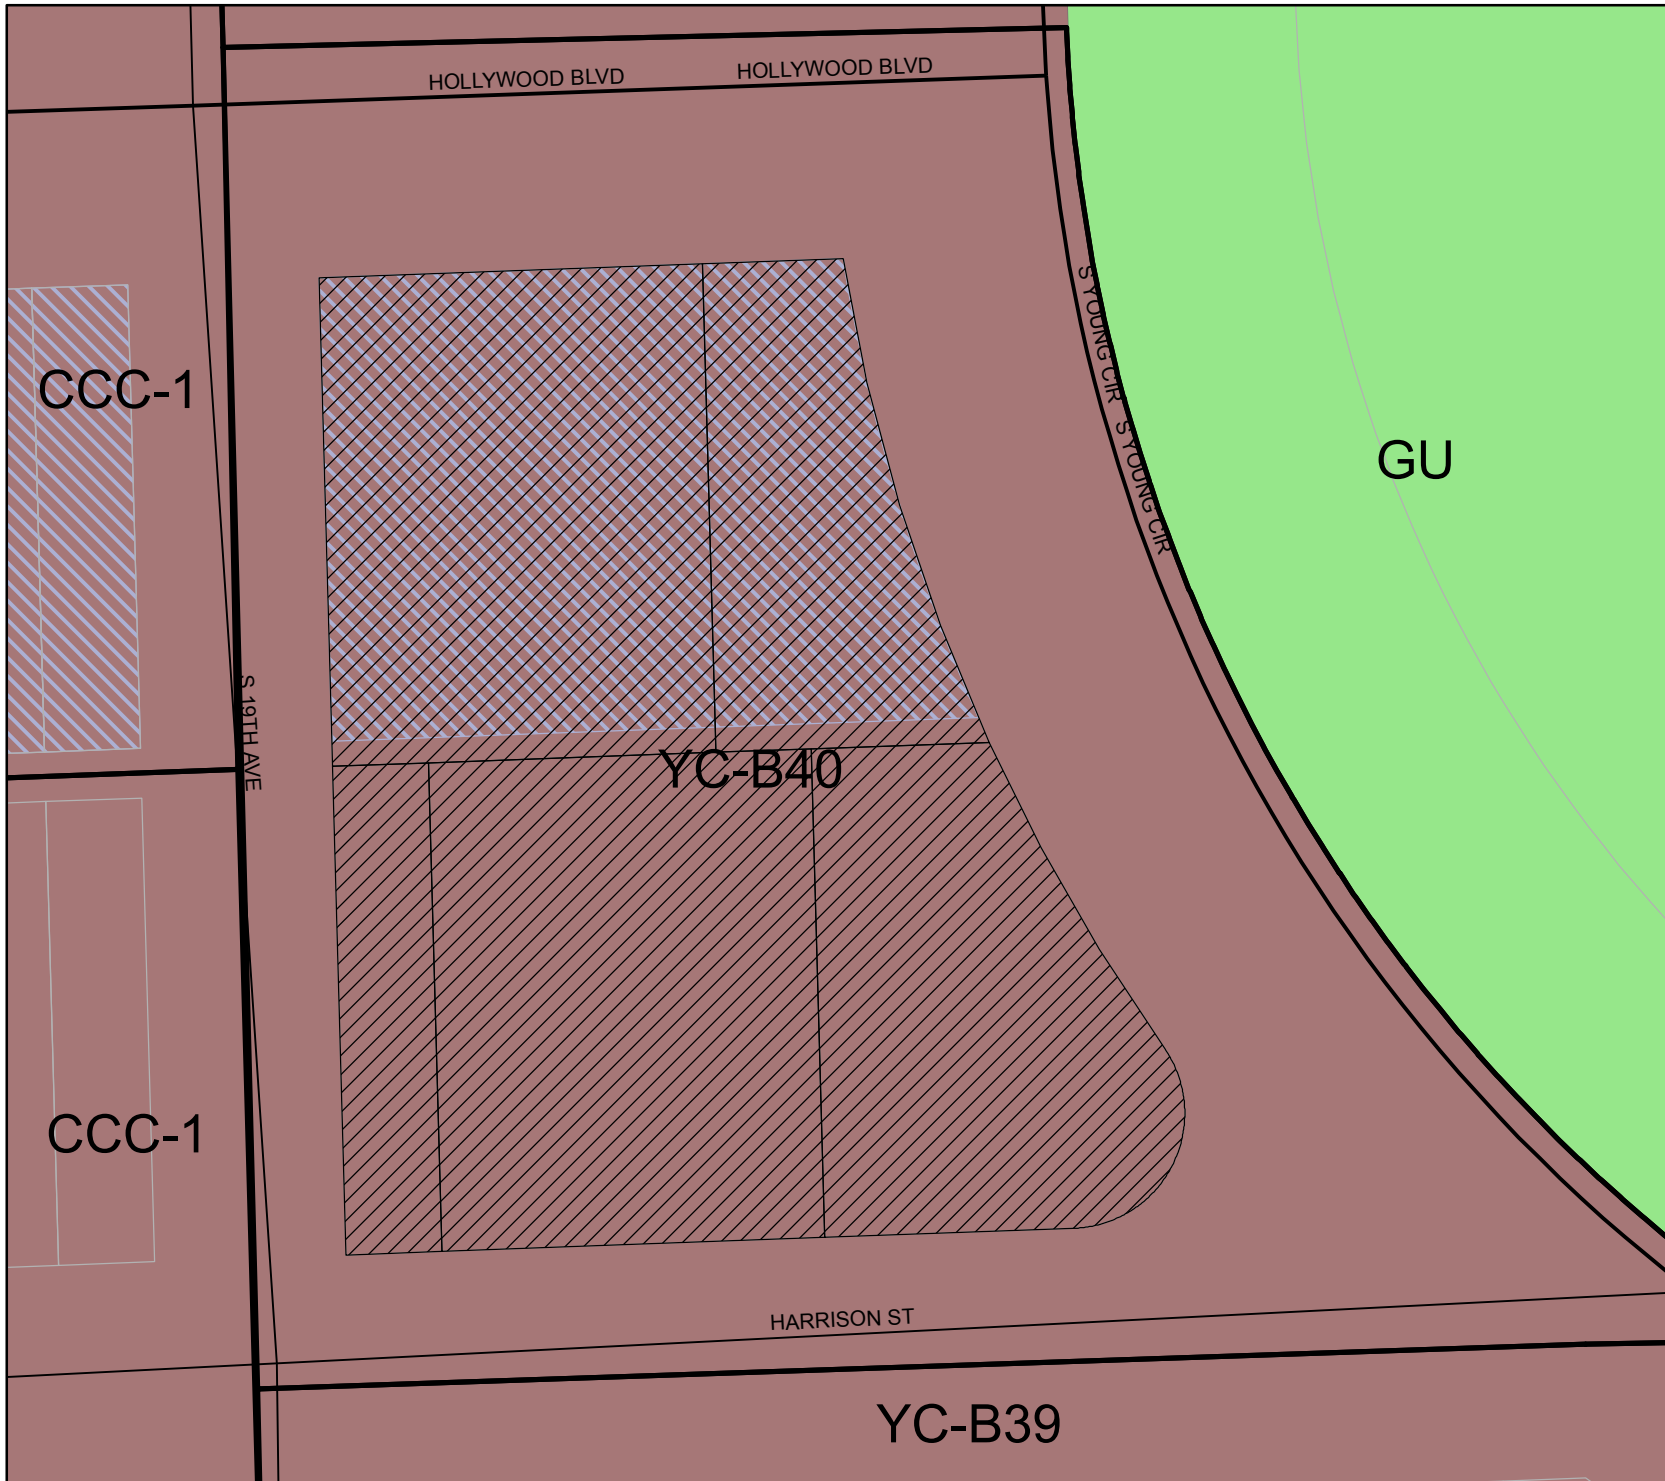 HOLLYWOOD BLVD
HOLLYWOOD BLVD
S YOUNG CIR
S YOUNG CIR
CCC-1
GU
S 19TH AVE
YC-B40
CCC-1
HARRISON ST
YC-B39